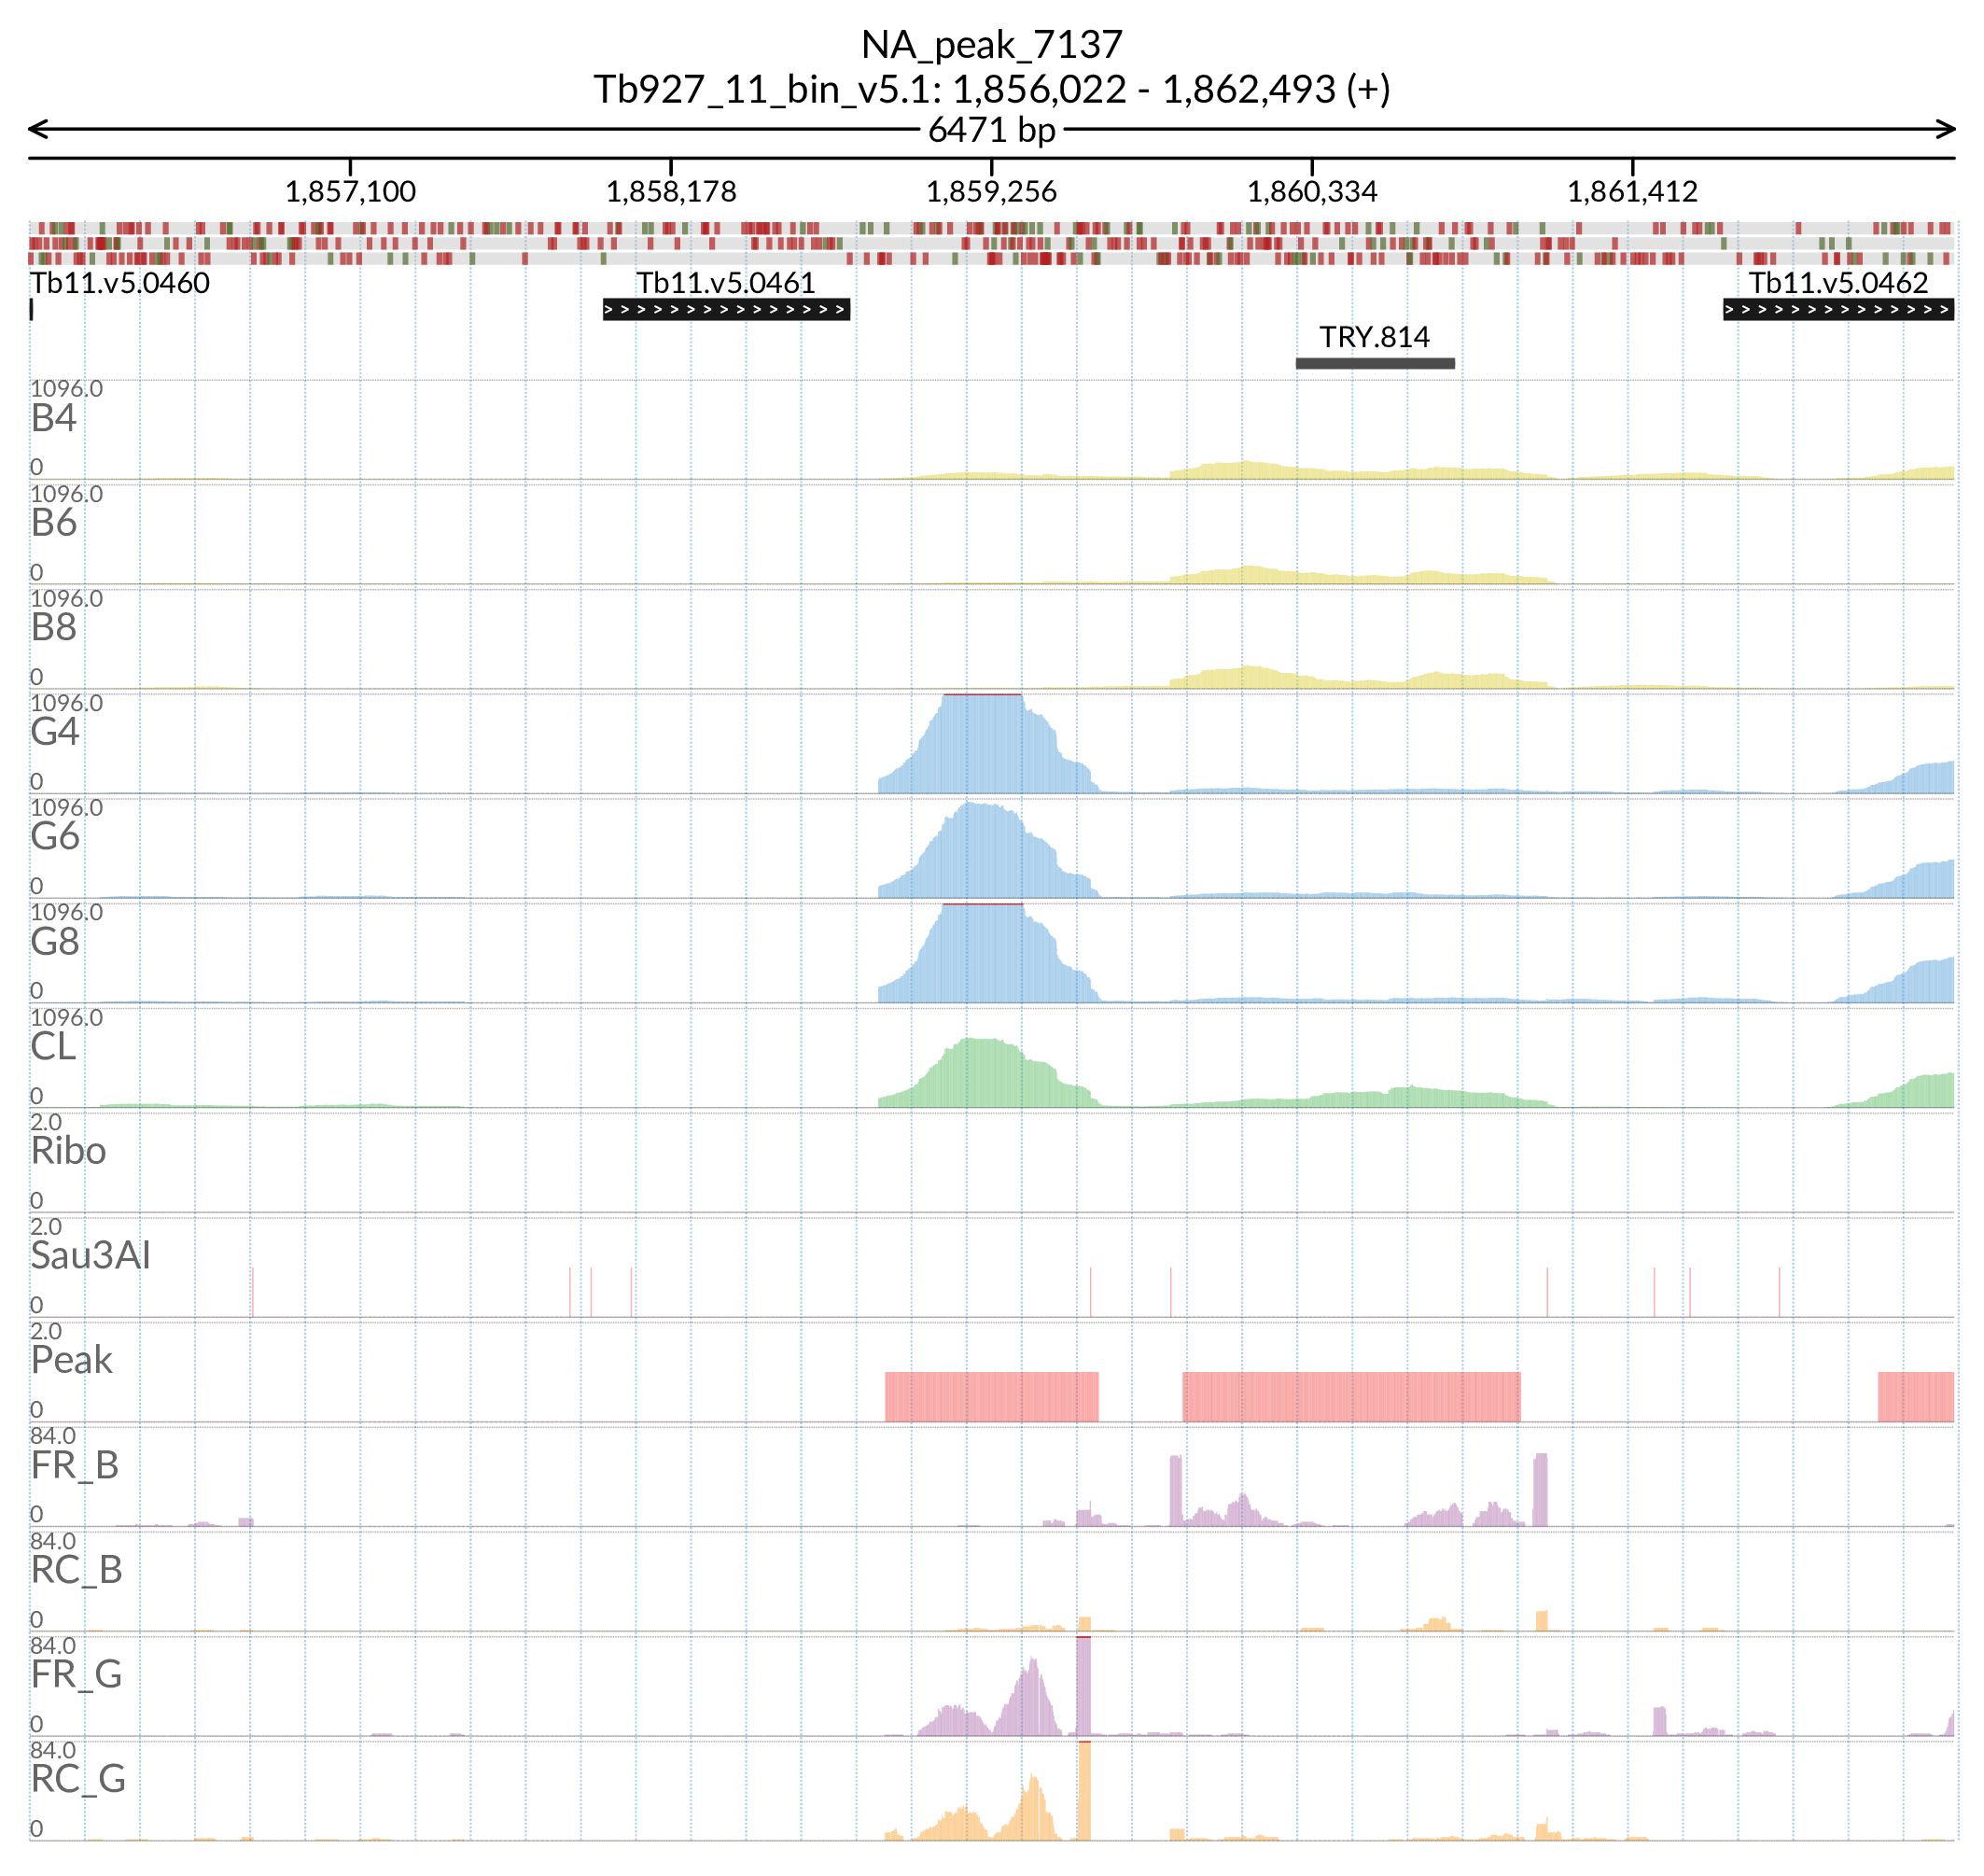 NA_peak_7137
Tb927_11_bin_v5.1: 1,856,022 - 1,862,493 (+)
6471 bp
1,857,100 1,858,178 1,859,256 1,860,334 1,861,412
Tb11.v5.0460 Tb11.v5.0461 Tb11.v5.0462
TRY.814
1096.0
B4
0
1096.0
B6
0
1096.0
B8
0
1096.0
G4
0
1096.0
G6
0
1096.0
G8
0
1096.0
CL
0
2.0
Ribo
0
2.0
Sau3AI
0
2.0
Peak
0
84.0
FR_B
0
84.0
RC_B
0
84.0
FR_G
0
84.0
RC_G
0